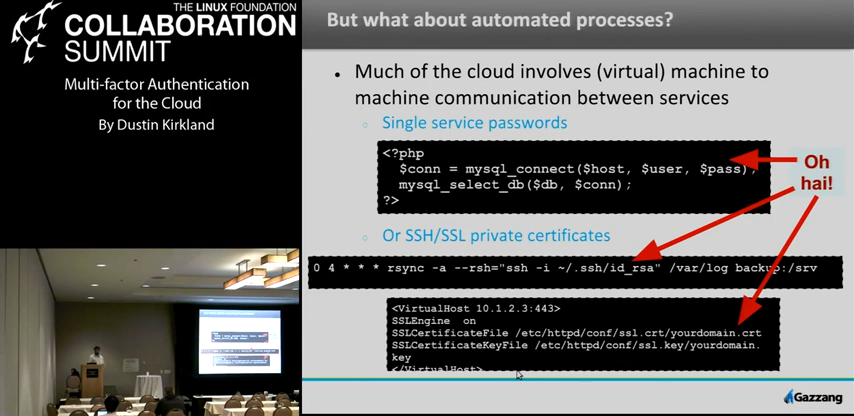 THE LINUX FOUNDATION
COLLABORATION
SUMMIT
Multi-factor Authentication
for the Cloud
By Dustin Kirkland
But what about automated processes?
• Much of the cloud involves (virtual) machine to
machine communication between services
○ Single service passwords
<?php
$conn = mysql_connect($host, $user, $pass);
mysql_select_db($db, $conn);
?>
Oh
hai!
○ Or SSH/SSL private certificates
0 4 * * * rsync -a --rsh="ssh -i ~/.ssh/id_rsa" /var/log backup:/srv
<VirtualHost 10.1.2.3:443>
SSLEngine on
SSLCertificateFile /etc/httpd/conf/ssl.crt/yourdomain.crt
SSLCertificateKeyFile /etc/httpd/conf/ssl.key/yourdomain.
key
</VirtualHost>
Gazzang